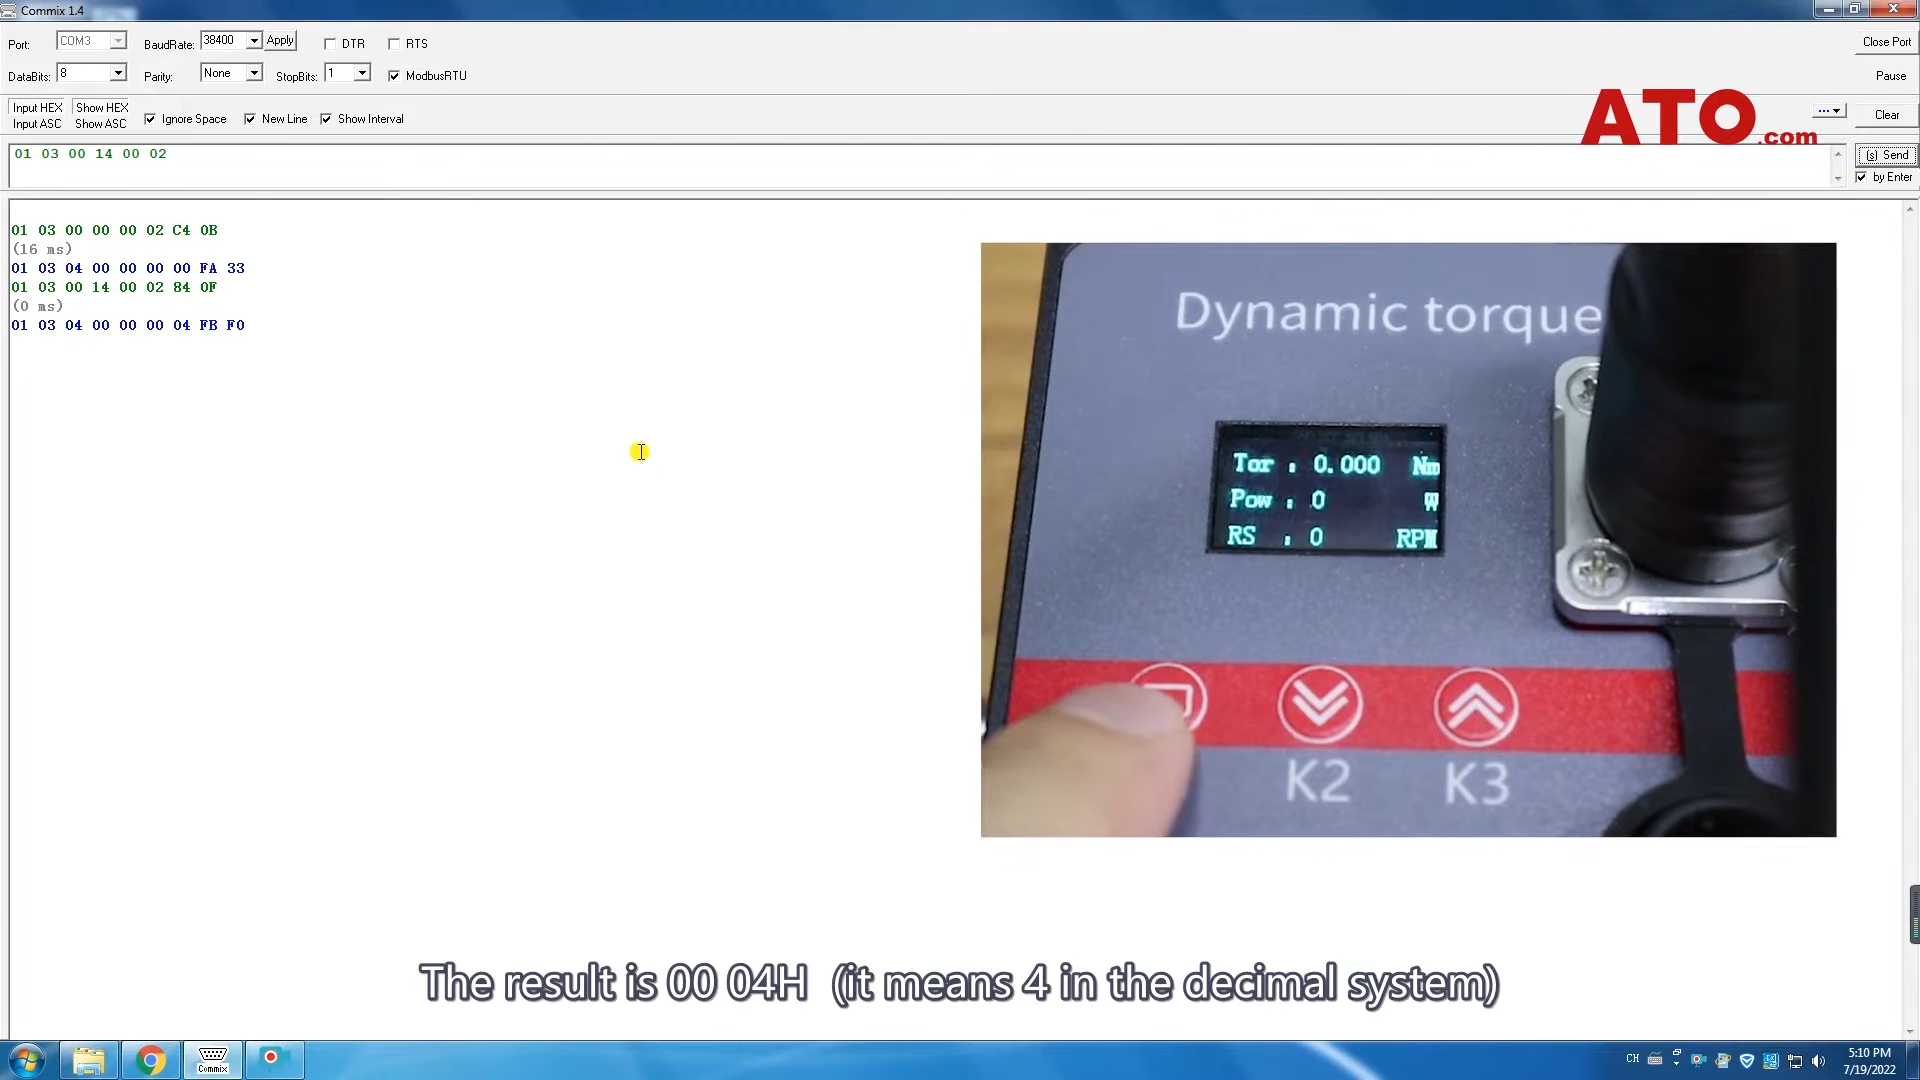 Commix 1.4
Port: COM3 BaudRate: 38400 Apply DTR RTS Close Port
DataBits: 8 Parity: None StopBits: 1 ModbusRTU Pause
Input HEX Show HEX
Input ASC Show ASC Ignore Space New Line Show Interval Clear
ATO.com
01 03 00 14 00 02
(s) Send
by Enter
01 03 00 00 00 02 C4 0B
(16 ms)
01 03 04 00 00 00 00 FA 33
01 03 00 14 00 02 84 0F
(0 ms)
01 03 04 00 00 00 04 FB F0
Dynamic torque
Tor : 0.000 Nm
Pow : 0 W
RS : 0 RPM
K2 K3
The result is 00 04H (it means 4 in the decimal system)
Commix
CH
5:10 PM
7/19/2022